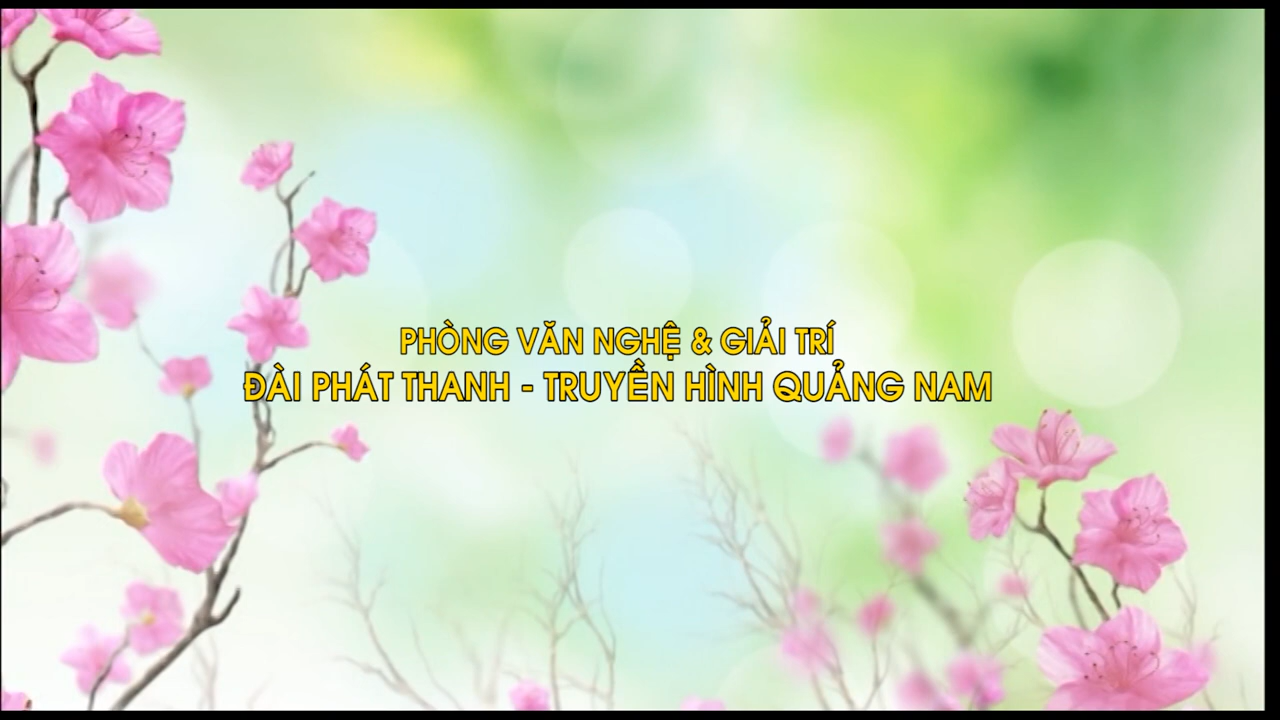 PHÒNG VĂN NGHỆ & GIẢI TRÍ
ĐÀI PHÁT THANH - TRUYỀN HÌNH QUẢNG NAM